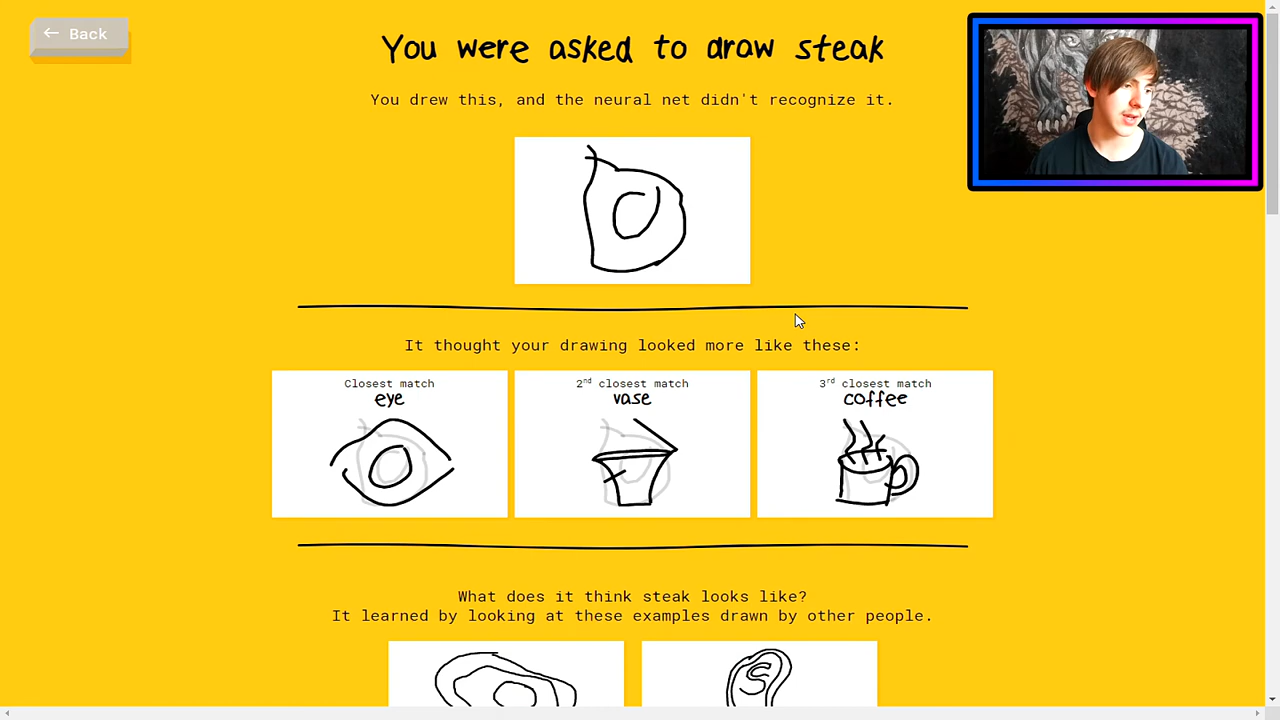 ← Back
You were asked to draw steak
You drew this, and the neural net didn't recognize it.
It thought your drawing looked more like these:
Closest match
eye
2nd closest match
vase
3rd closest match
coffee
What does it think steak looks like?
It learned by looking at these examples drawn by other people.
S